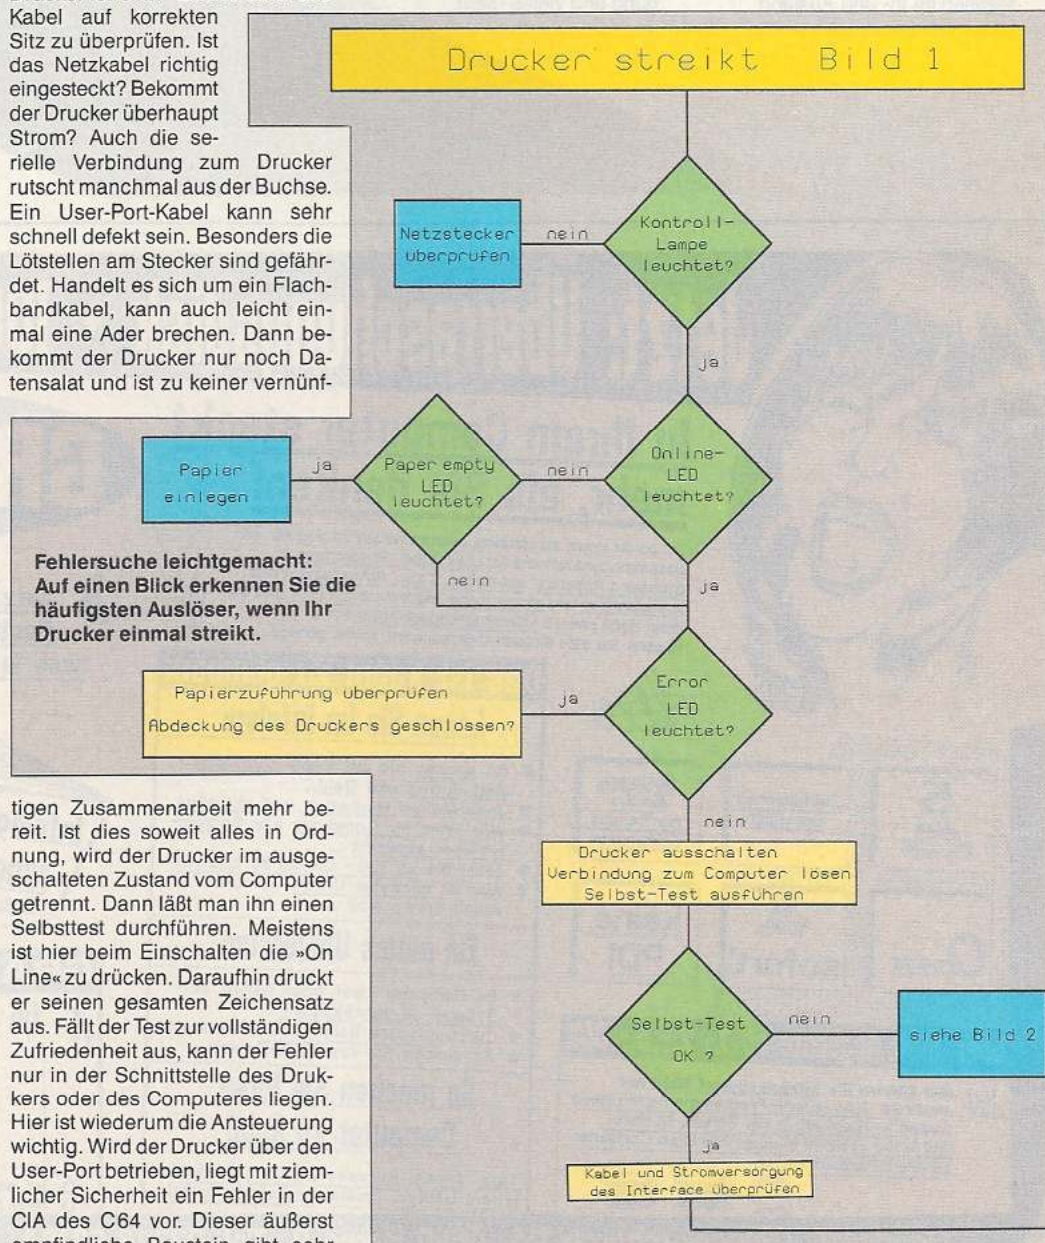 Kabel auf korrekten
Sitz zu überprüfen. Ist
das Netzkabel richtig
eingesteckt? Bekommt
der Drucker überhaupt
Strom? Auch die se-
rielle Verbindung zum Drucker
rutscht manchmal aus der Buchse.
Ein User-Port-Kabel kann sehr
schnell defekt sein. Besonders die
Lötstellen am Stecker sind gefähr-
det. Handelt es sich um ein Flach-
bandkabel, kann auch leicht ein-
mal eine Ader brechen. Dann be-
kommt der Drucker nur noch Da-
tensalat und ist zu keiner vernünf-
tigen Zusammenarbeit mehr be-
reit. Ist dies soweit alles in Ord-
nung, wird der Drucker im ausge-
schalteten Zustand vom Computer
getrennt. Dann läßt man ihn einen
Selbsttest durchführen. Meistens
ist hier beim Einschalten die »On
Line« zu drücken. Daraufhin druckt
er seinen gesamten Zeichensatz
aus. Fällt der Test zur vollständigen
Zufriedenheit aus, kann der Fehler
nur in der Schnittstelle des Druk-
kers oder des Computeres liegen.
Hier ist wiederum die Ansteuerung
wichtig. Wird der Drucker über den
User-Port betrieben, liegt mit ziem-
licher Sicherheit ein Fehler in der
CIA des C64 vor. Dieser äußerst
empfindliche Baustein gibt sehr
Drucker streikt Bild 1
Kontroll-
Lampe
leuchtet?
nein
Netzstecker
überprüfen
ja
Online-
LED
leuchtet?
nein
Paper empty
LED
leuchtet?
ja
Papier
einlegen
nein
ja
Fehlersuche leichtgemacht:
Auf einen Blick erkennen Sie die
häufigsten Auslöser, wenn Ihr
Drucker einmal streikt.
Error
LED
leuchtet?
ja
Papierzuführung überprüfen
Abdeckung des Druckers geschlossen?
nein
Drucker ausschalten
Verbindung zum Computer lösen
Selbst-Test ausführen
Selbst-Test
OK ?
nein
siehe Bild 2
ja
Kabel und Stromversorgung
des Interface überprüfen